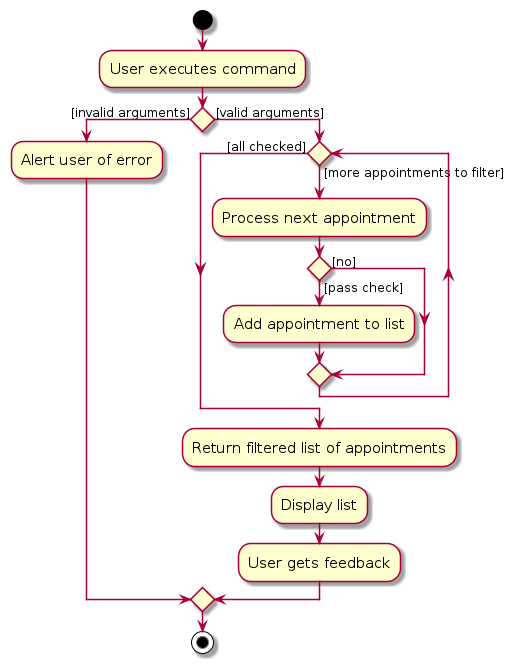 User executes command
[invalid arguments]
[valid arguments]
Alert user of error
[all checked]
[more appointments to filter]
Process next appointment
[no]
[pass check]
Add appointment to list
Return filtered list of appointments
Display list
User gets feedback